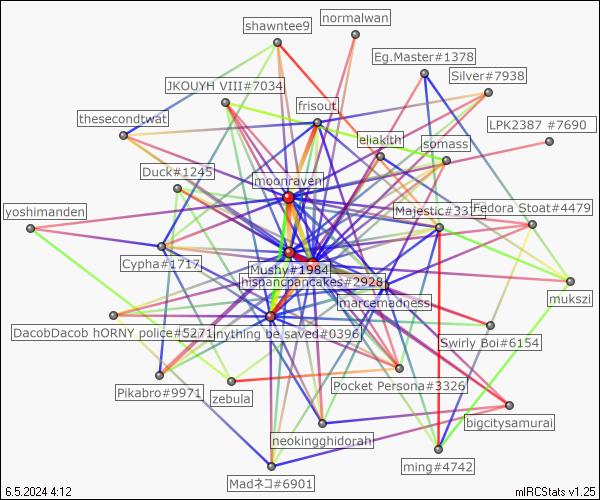 normalwan
shawntee9
Eg.Master#1378
Silver#7938
JKOUYH VIII#7034
frisout
thesecondtwat
LPK2387 #7690
eliakith
somass
Duck#1245
moonraven
yoshimanden
Majestic#337
Fedora Stoat#4479
Cypha#1717
Mushy#1984
hispancpancakes#2928
mukszi
marcemadness
DacobDacob hORNY police#5271
nything be saved#0396
Swirly Boi#6154
Pikabro#9971
zebula
Pocket Persona#3326
bigcitysamurai
neokingghidorah
ming#4742
Madネコ#6901
6.5.2024 4:12
mIRCStats v1.25